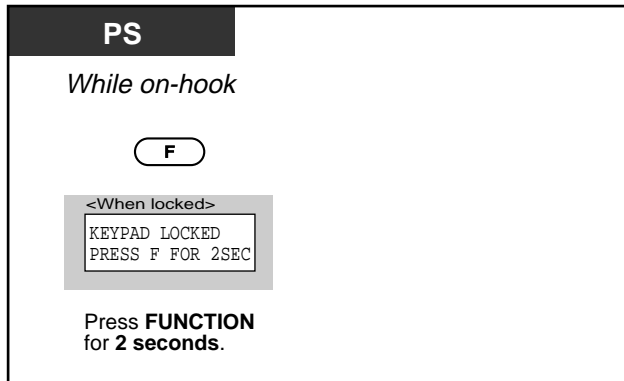 PS
While on-hook
F
<When locked>
KEYPAD LOCKED
PRESS F FOR 2SEC
Press FUNCTION
for 2 seconds.